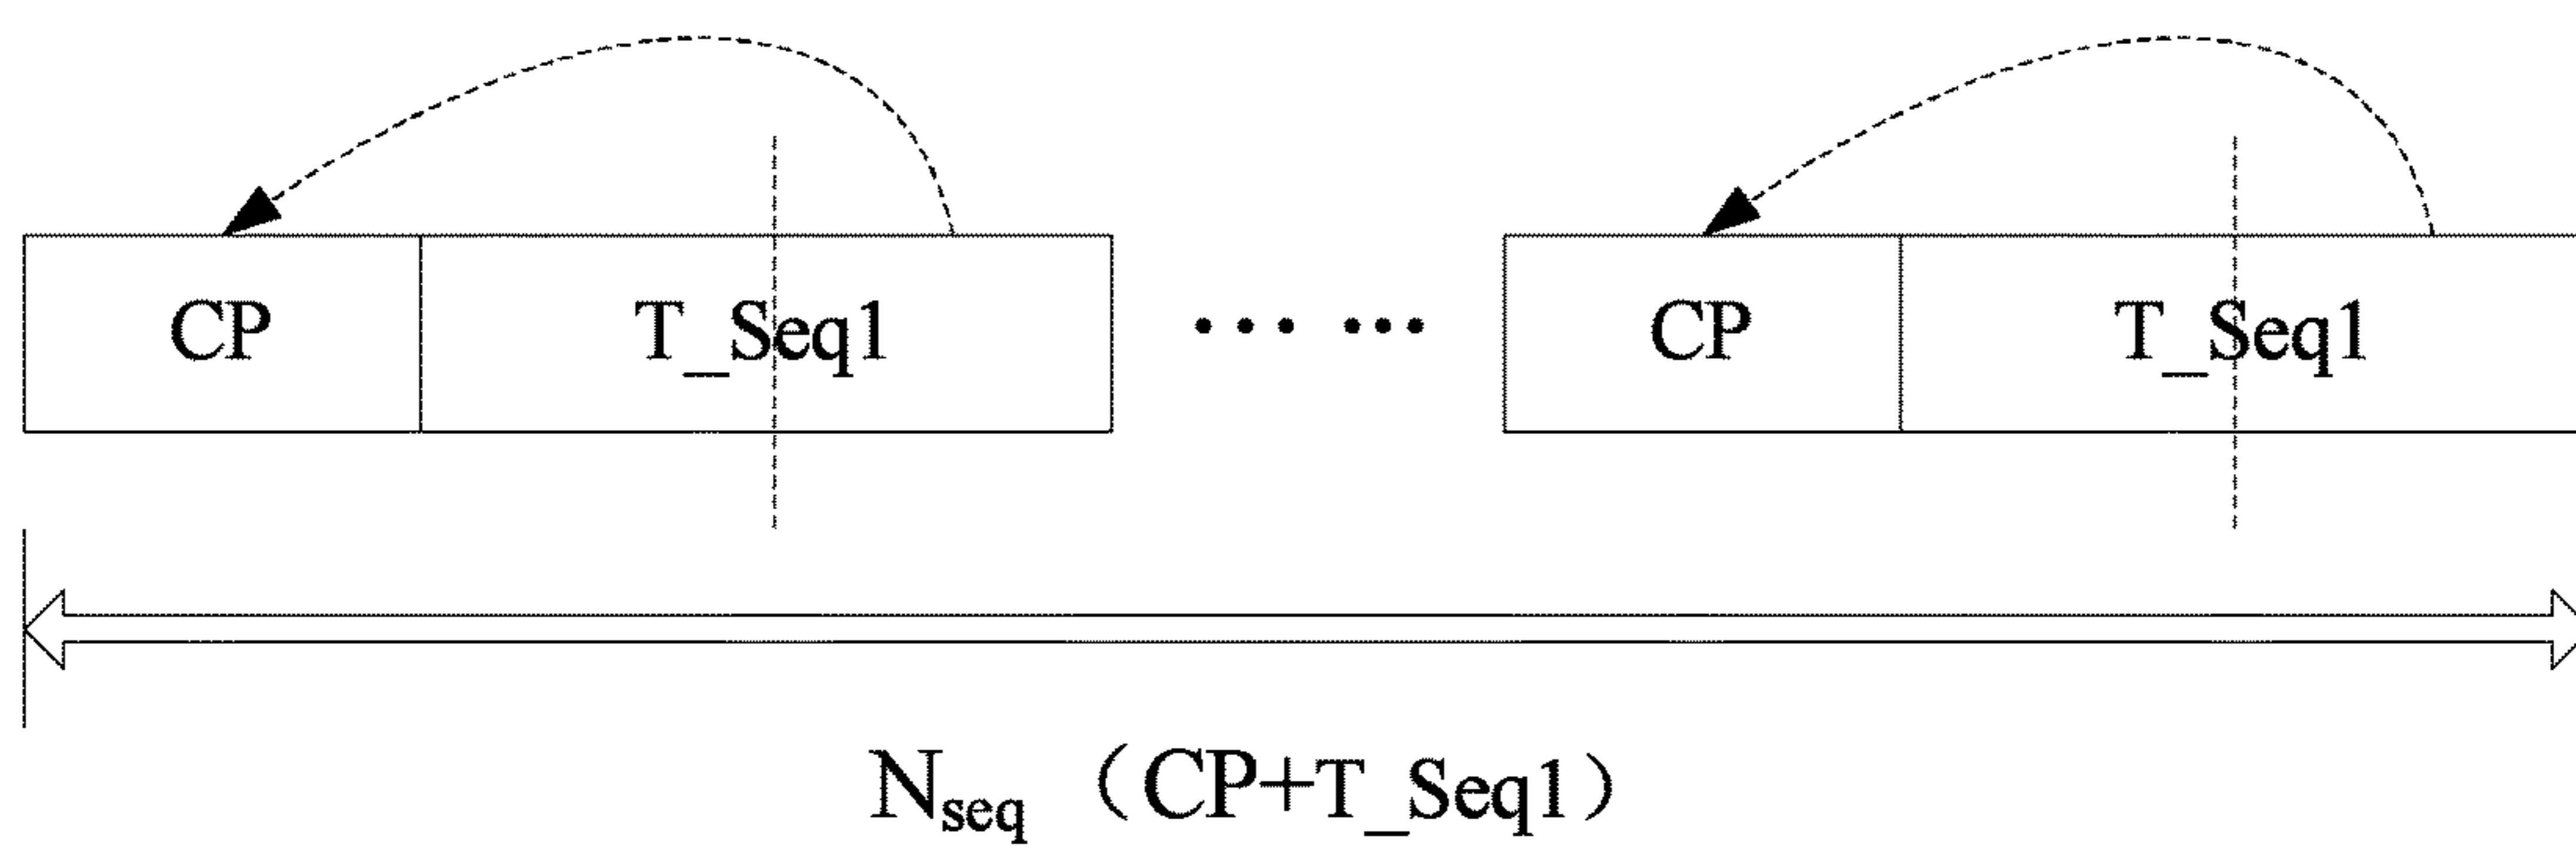 CP T_Seq1 ··· ··· CP T_Seq1
Nseq （CP+T_Seq1）